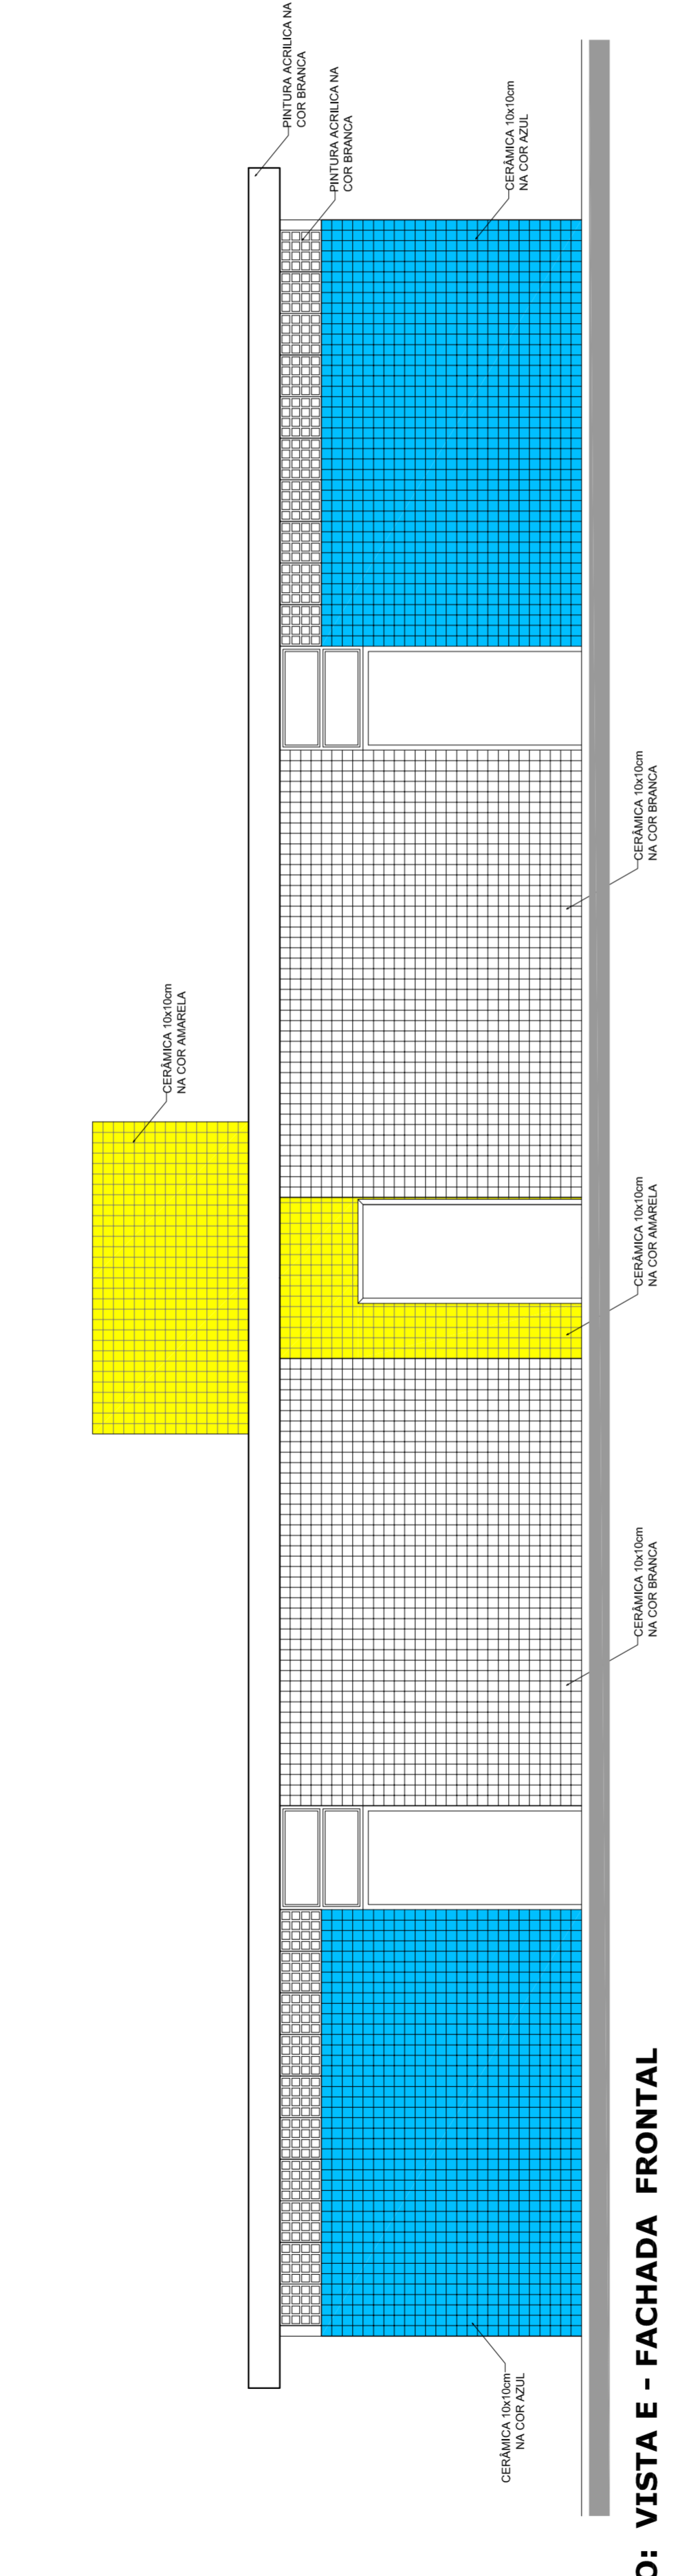 PINTURA ACRILICA NA
COR BRANCA
PINTURA ACRILICA NA
COR BRANCA
CERÂMICA 10x10cm
NA COR AZUL
CERÂMICA 10x10cm
NA COR BRANCA
CERÂMICA 10x10cm
NA COR AMARELA
CERÂMICA 10x10cm
NA COR AMARELA
CERÂMICA 10x10cm
NA COR BRANCA
CERÂMICA 10x10cm
NA COR AZUL
O: VISTA E - FACHADA FRONTAL